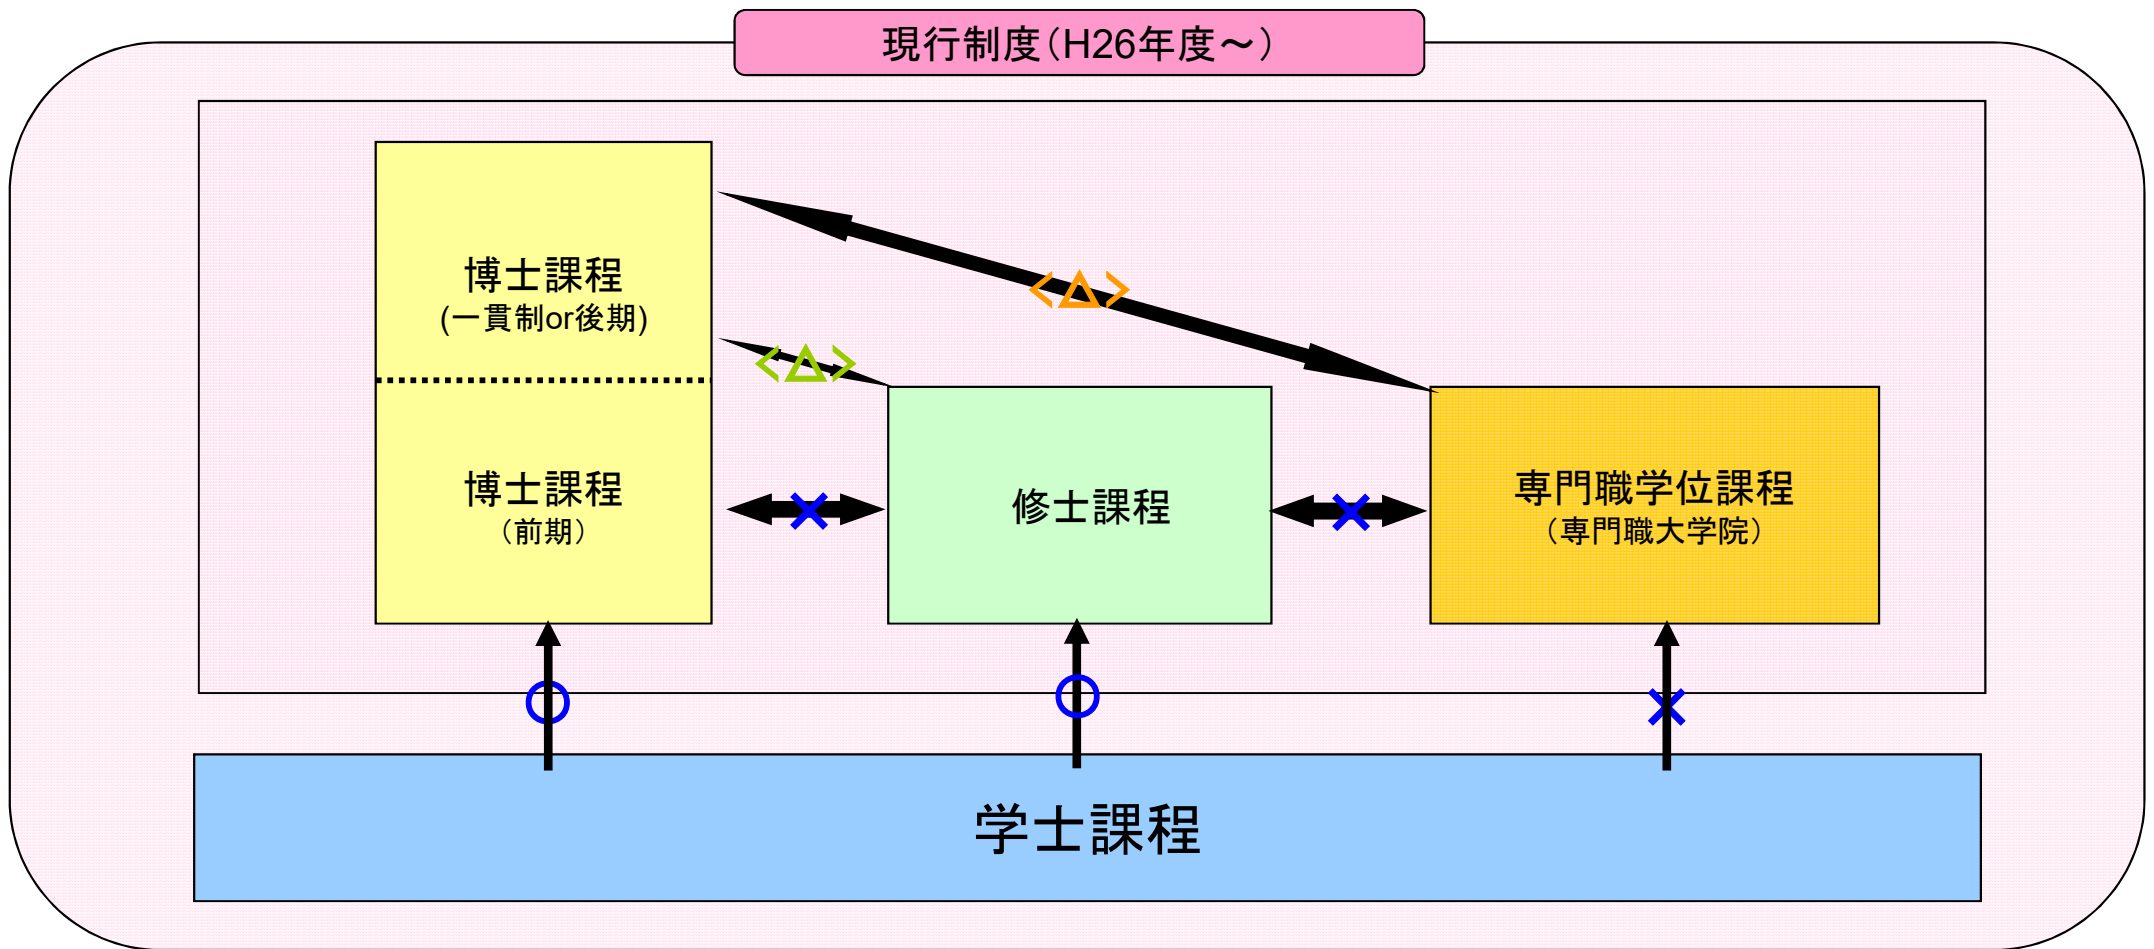 現行制度（H26年度～）
博士課程
(一貫制or後期)
<△>
<△>
博士課程
（前期）
×
修士課程
×
専門職学位課程
（専門職大学院）
○
○
×
学士課程